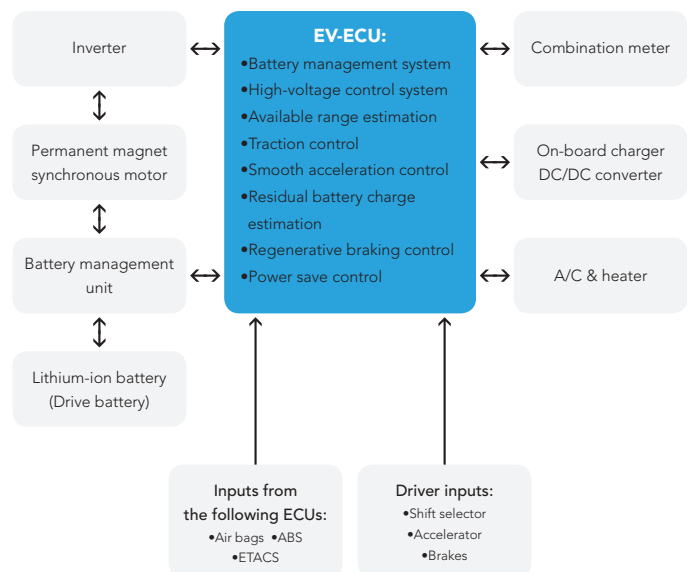 Inverter
Permanent magnet
synchronous motor
Battery management
unit
Lithium-ion battery
(Drive battery)
EV-ECU:
•Battery management system
•High-voltage control system
•Available range estimation
•Traction control
•Smooth acceleration control
•Residual battery charge
estimation
•Regenerative braking control
•Power save control
Combination meter
On-board charger
DC/DC converter
A/C & heater
Inputs from
the following ECUs:
•Air bags •ABS
•ETACS
Driver inputs:
•Shift selector
•Accelerator
•Brakes